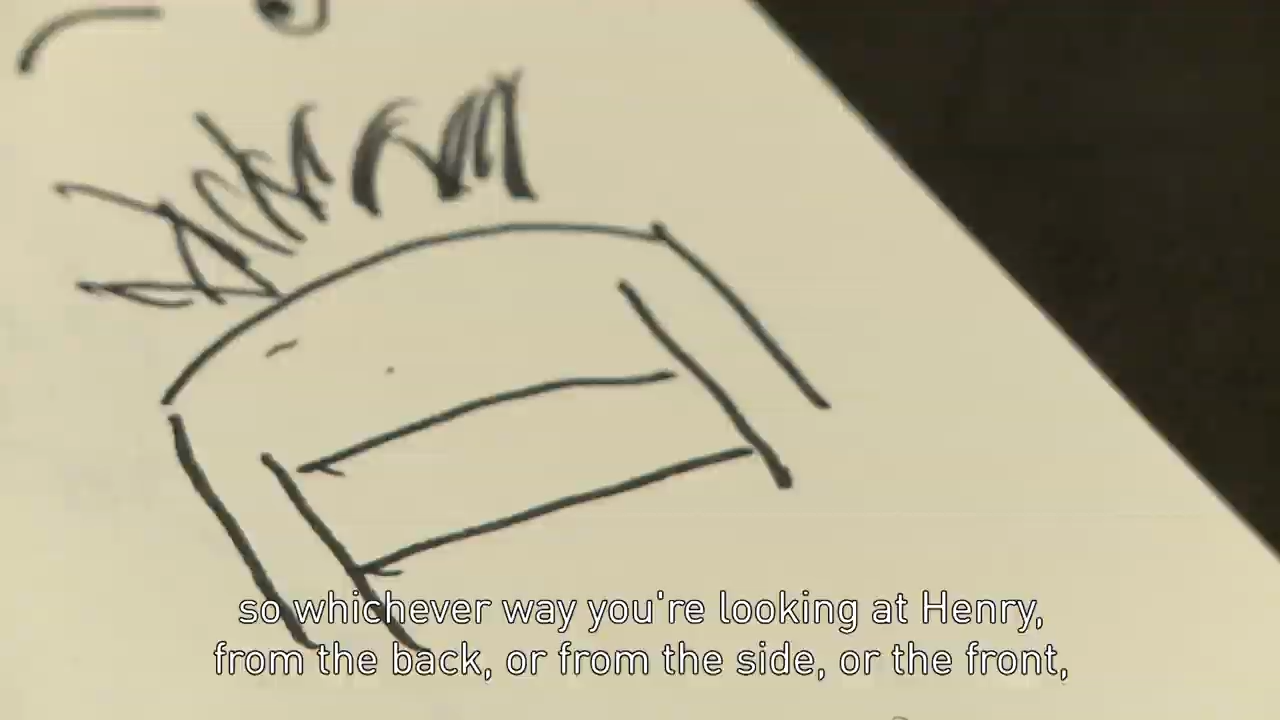 so whichever way you're looking at Henry,
from the back, or from the side, or the front,